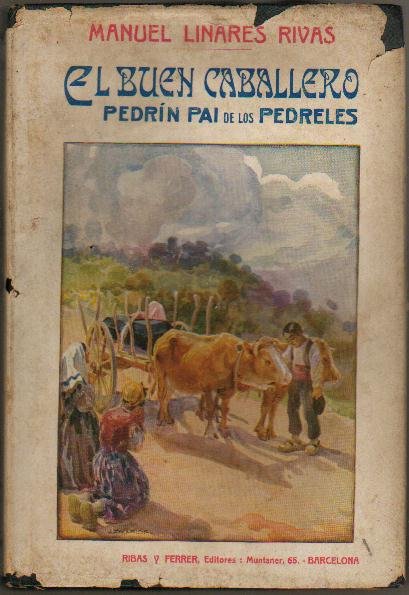 MANUEL LINARES RIVAS
EL BUEN CABALLERO
PEDRÍN PAI DE LOS PEDRELES
RIBAS Y FERRER, Editores : Muntaner, 65. - BARCELONA